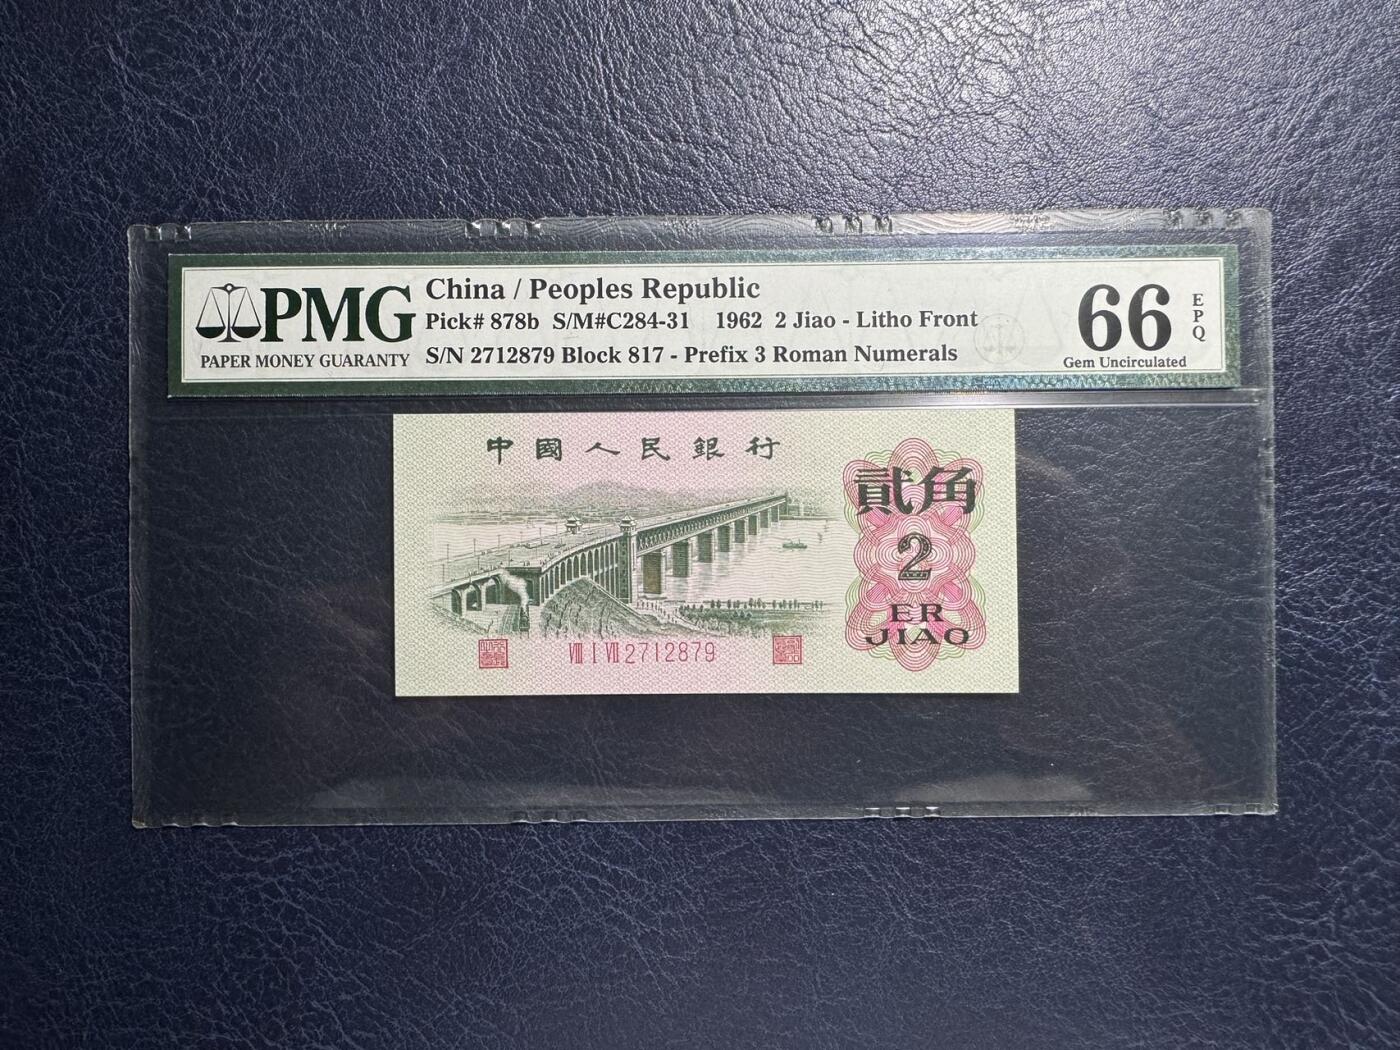 PMG
PAPER MONEY GUARANTY
China / Peoples Republic
Pick# 878b S/M#C284-31 1962 2 Jiao - Litho Front
S/N 2712879 Block 817 - Prefix 3 Roman Numerals
66
EPQ
Gem Uncirculated
中國人民銀行
貳角
2
ER
JIAO
VIII I VII 2712879